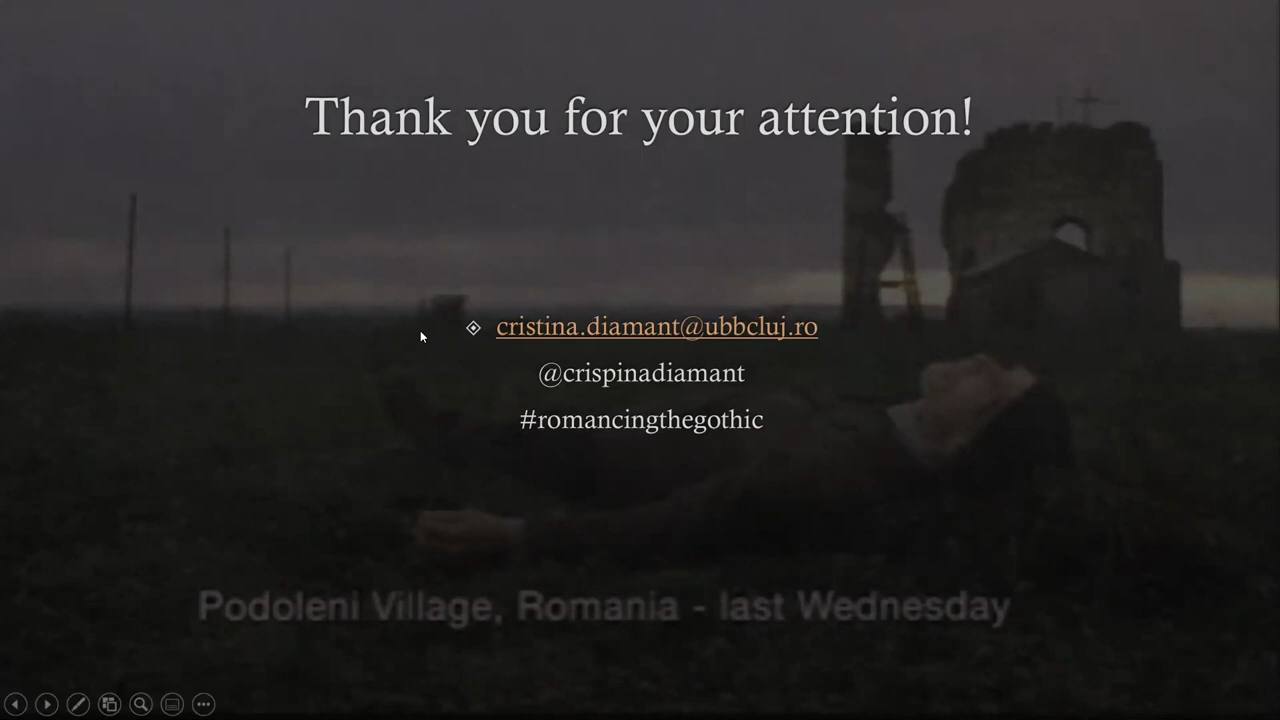 Thank you for your attention!
cristina.diamant@ubbcluj.ro
@crispinadiamant
#romancingthegothic
Podoleni Village, Romania - last Wednesday